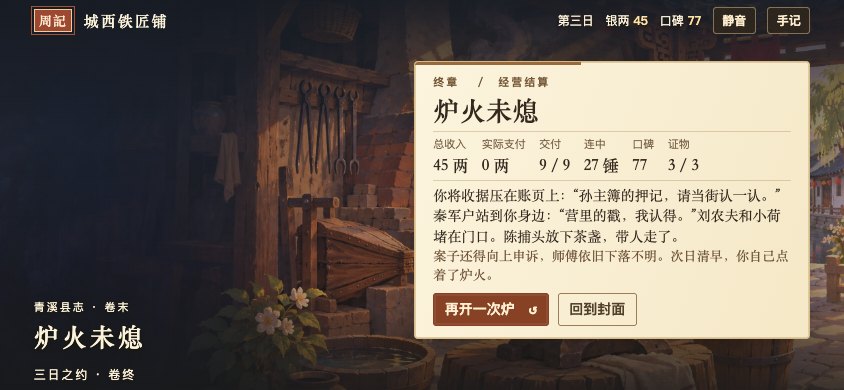 周記 城西铁匠铺
第三日 银两 45 口碑 77 静音 手记
终章 / 经营结算
炉火未熄
总收入 实际支付 交付 连中 口碑 证物
45 两 0 两 9 / 9 27 锤 77 3 / 3
你将收据压在账页上：“孙主簿的押记，请当街认一认。”
秦军户站到你身边：“营里的戳，我认得。”刘农夫和小荷
堵在门口。陈捕头放下茶盏，带人走了。
案子还得向上申诉，师傅依旧下落不明。次日清早，你自己点
着了炉火。
再开一次炉 ↺ 回到封面
青溪县志 · 卷末
炉火未熄
三日之约 · 卷终